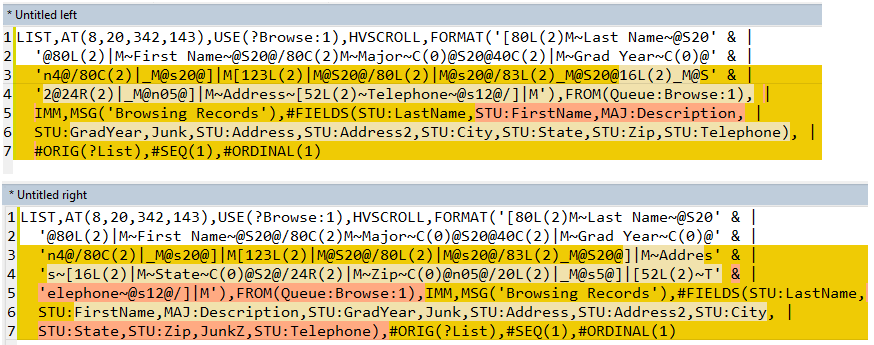 * Untitled left
1 LIST,AT(8,20,342,143),USE(?Browse:1),HVSCROLL,FORMAT('[80L(2)M~Last Name~@S20' & |
2 '@80L(2)|M~First Name~@S20@/80C(2)M~Major~C(0)@S20@40C(2)|M~Grad Year~C(0)@' & |
3 'n4@/80C(2)|_M@s20@]|M[123L(2)|M@S20@/80L(2)|M@s20@/83L(2)_M@S20@16L(2)_M@S' & |
4 '2@24R(2)|_M@n05@]|M~Address~[52L(2)~Telephone~@s12@/]|M'),FROM(Queue:Browse:1), |
5 IMM,MSG('Browsing Records'),#FIELDS(STU:LastName,STU:FirstName,MAJ:Description, |
6 STU:GradYear,Junk,STU:Address,STU:Address2,STU:City,STU:State,STU:Zip,STU:Telephone), |
7 #ORIG(?List),#SEQ(1),#ORDINAL(1)
* Untitled right
1 LIST,AT(8,20,342,143),USE(?Browse:1),HVSCROLL,FORMAT('[80L(2)M~Last Name~@S20' & |
2 '@80L(2)|M~First Name~@S20@/80C(2)M~Major~C(0)@S20@40C(2)|M~Grad Year~C(0)@' & |
3 'n4@/80C(2)|_M@s20@]|M[123L(2)|M@S20@/80L(2)|M@s20@/83L(2)_M@S20@]|M~Addres' & |
4 's~[16L(2)|M~State~C(0)@S2@/24R(2)|M~Zip~C(0)@n05@/20L(2)|_M@s5@]|[52L(2)~T' & |
5 'elephone~@s12@/]|M'),FROM(Queue:Browse:1),IMM,MSG('Browsing Records'),#FIELDS(STU:LastName,
6 STU:FirstName,MAJ:Description,STU:GradYear,Junk,STU:Address,STU:Address2,STU:City, |
7 STU:State,STU:Zip,JunkZ,STU:Telephone),#ORIG(?List),#SEQ(1),#ORDINAL(1)